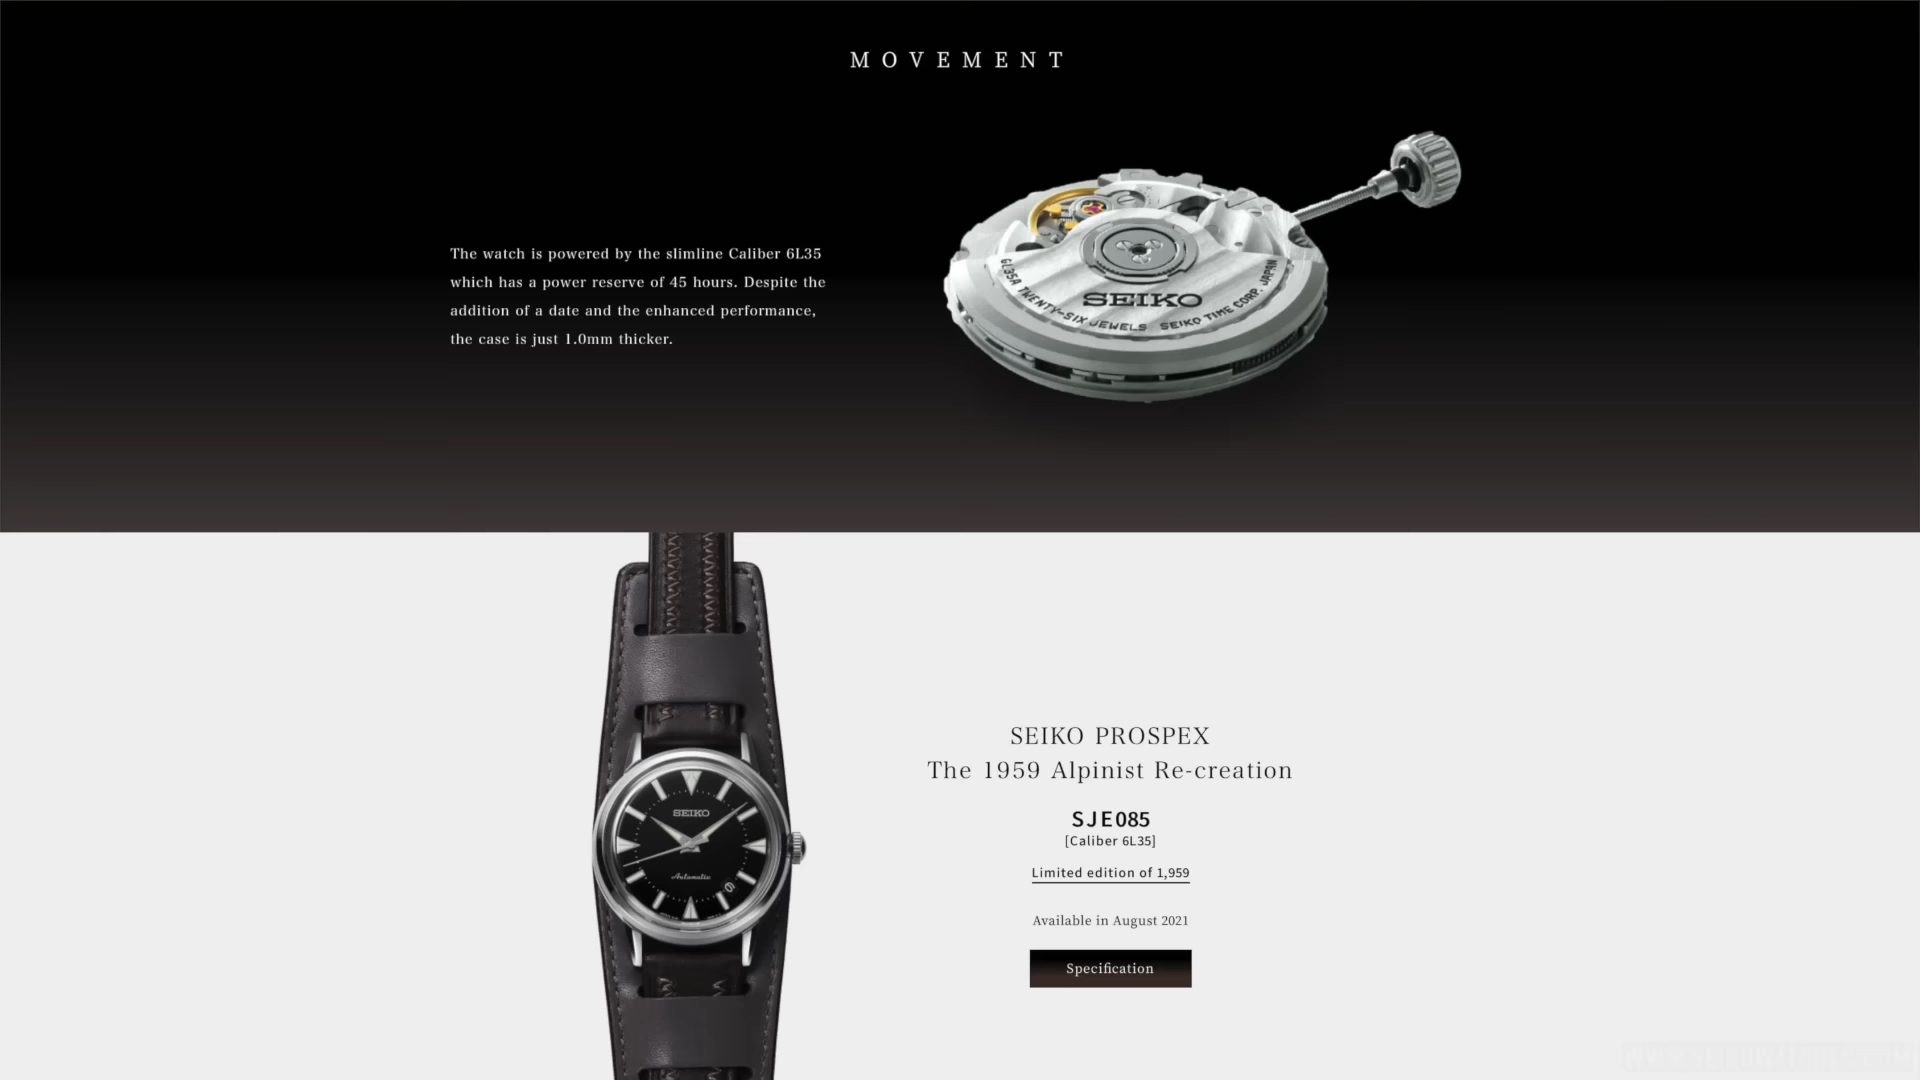 MOVEMENT
The watch is powered by the slimline Caliber 6L35
which has a power reserve of 45 hours. Despite the
addition of a date and the enhanced performance,
the case is just 1.0mm thicker.
6L35A TWENTY-SIX JEWELS SEIKO TIME CORP. JAPAN
SEIKO
SEIKO PROSPEX
The 1959 Alpinist Re-creation
SJE085
[Caliber 6L35]
Limited edition of 1,959
Available in August 2021
Specification
SEIKO
Automatic
6